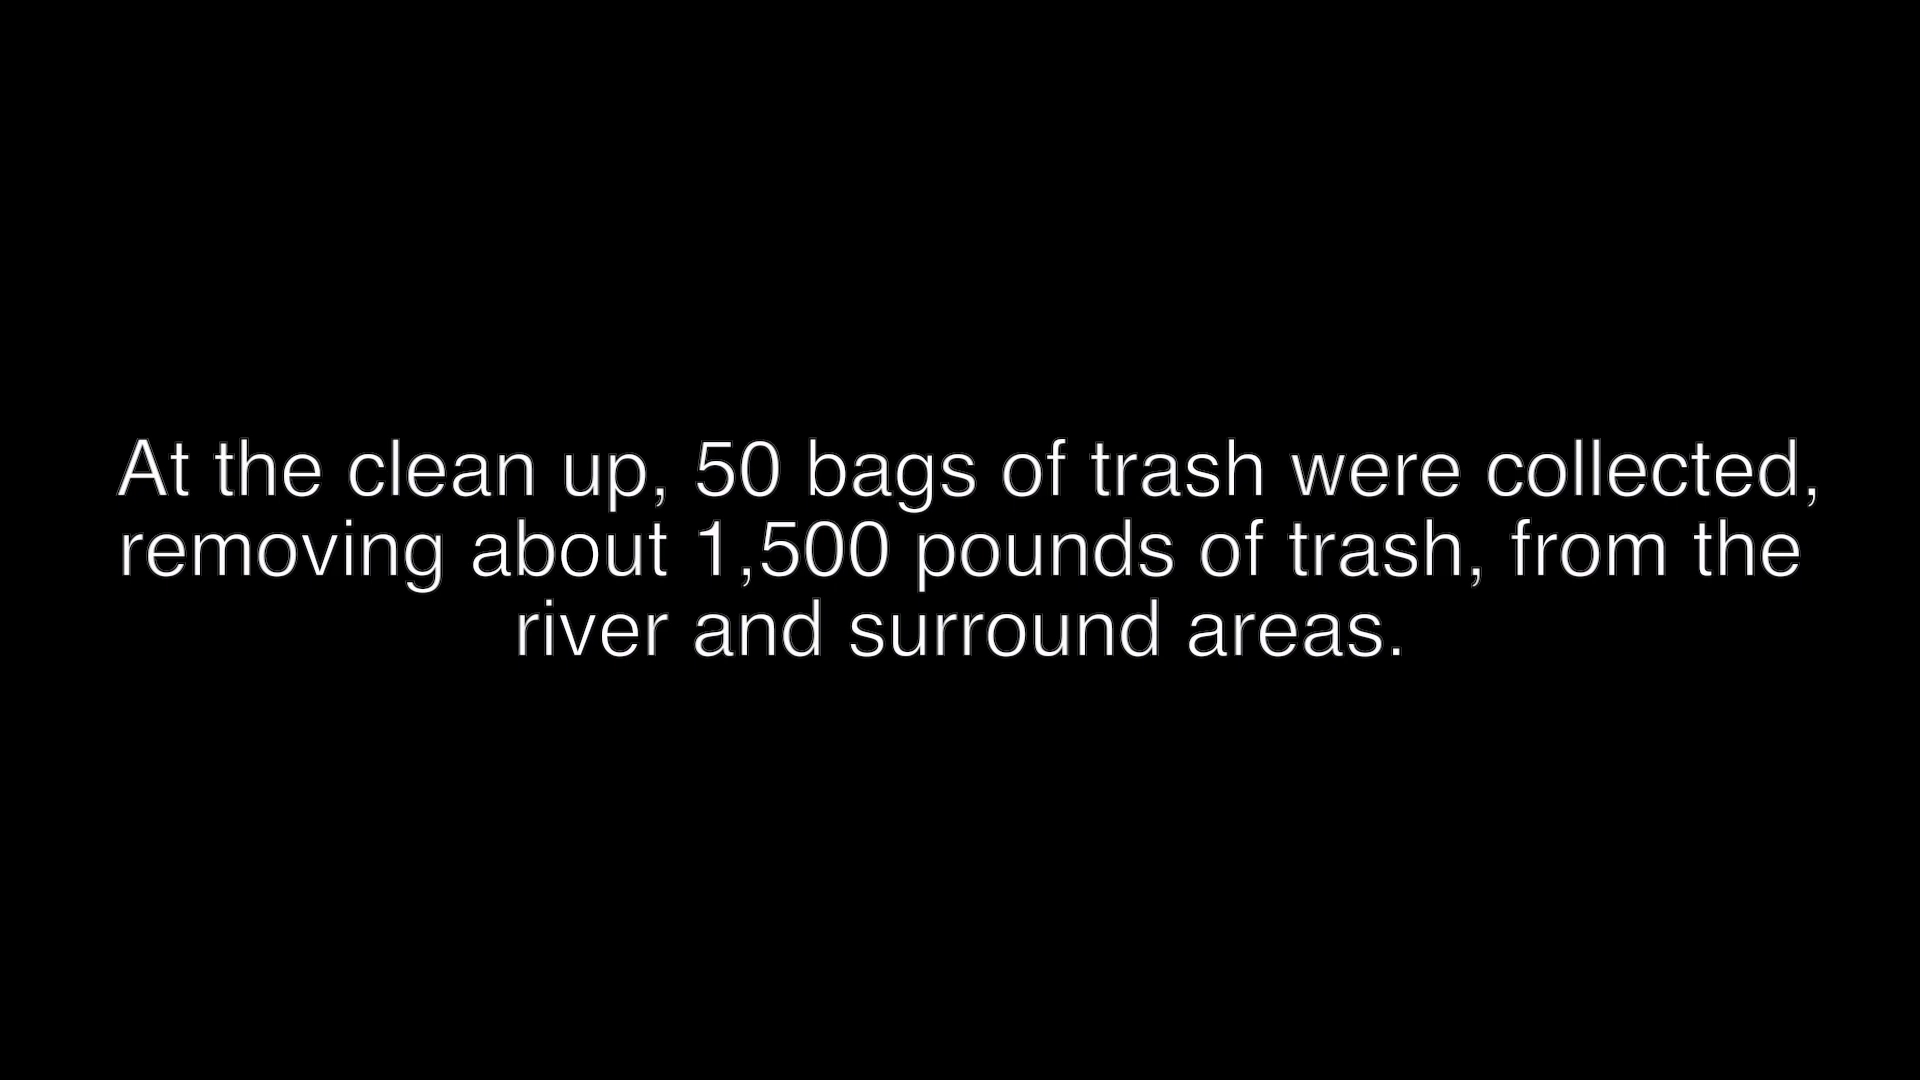 At the clean up, 50 bags of trash were collected,
removing about 1,500 pounds of trash, from the
river and surround areas.